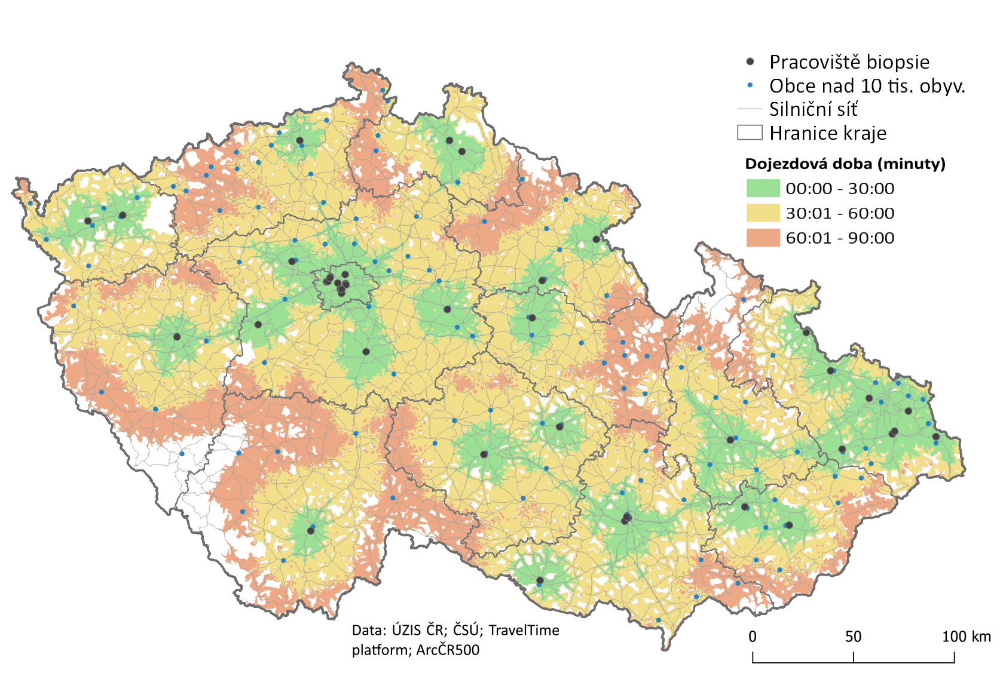 Pracoviště biopsie
Obce nad 10 tis. obyv.
Silniční síť
Hranice kraje
Dojezdová doba (minuty)
00:00 - 30:00
30:01 - 60:00
60:01 - 90:00
Data: ÚZIS ČR; ČSÚ; TravelTime
platform; ArcČR500
0 50 100 km